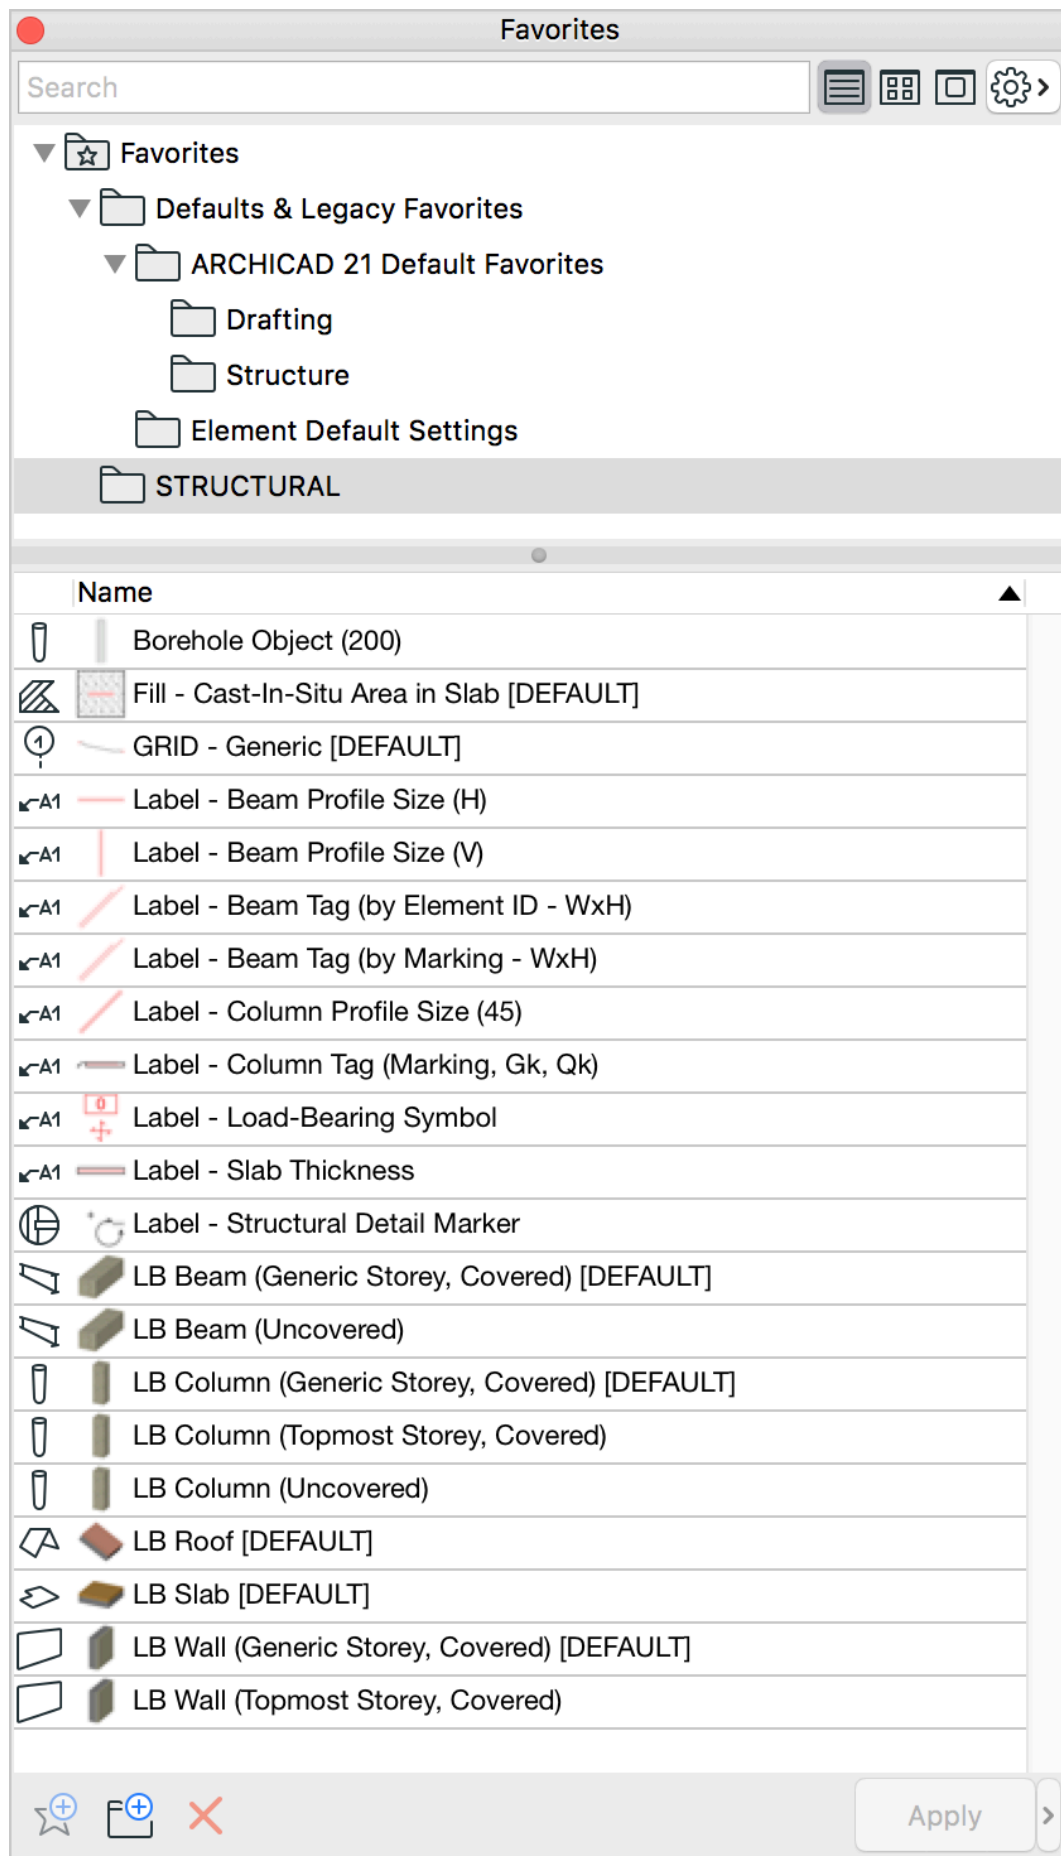 Favorites
Search
Favorites
Defaults & Legacy Favorites
ARCHICAD 21 Default Favorites
Drafting
Structure
Element Default Settings
STRUCTURAL
Name
Borehole Object (200)
Fill - Cast-In-Situ Area in Slab [DEFAULT]
1 GRID - Generic [DEFAULT]
A1 Label - Beam Profile Size (H)
A1 Label - Beam Profile Size (V)
A1 Label - Beam Tag (by Element ID - WxH)
A1 Label - Beam Tag (by Marking - WxH)
A1 Label - Column Profile Size (45)
A1 Label - Column Tag (Marking, Gk, Qk)
A1 0 Label - Load-Bearing Symbol
A1 Label - Slab Thickness
Label - Structural Detail Marker
LB Beam (Generic Storey, Covered) [DEFAULT]
LB Beam (Uncovered)
LB Column (Generic Storey, Covered) [DEFAULT]
LB Column (Topmost Storey, Covered)
LB Column (Uncovered)
LB Roof [DEFAULT]
LB Slab [DEFAULT]
LB Wall (Generic Storey, Covered) [DEFAULT]
LB Wall (Topmost Storey, Covered)
Apply